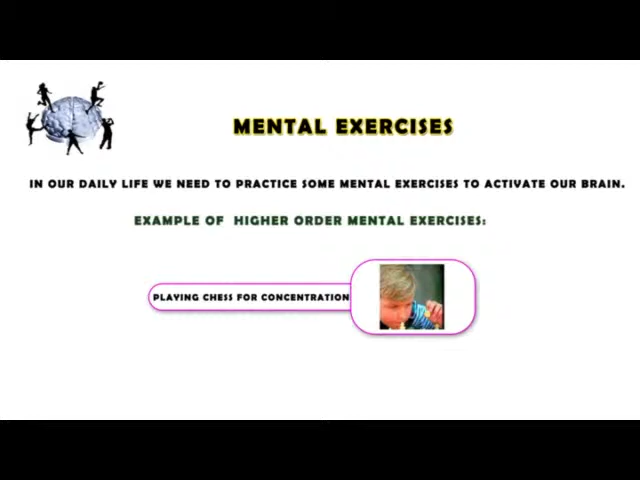 MENTAL EXERCISES
IN OUR DAILY LIFE WE NEED TO PRACTICE SOME MENTAL EXERCISES TO ACTIVATE OUR BRAIN.
EXAMPLE OF HIGHER ORDER MENTAL EXERCISES:
PLAYING CHESS FOR CONCENTRATION